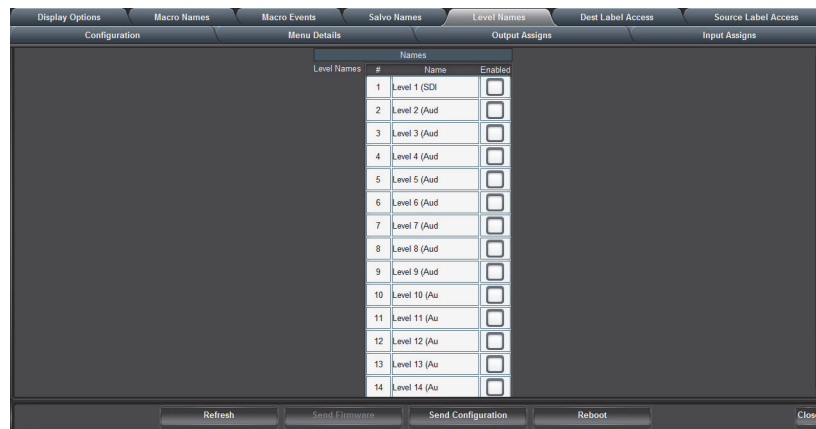 Display Options Macro Names Macro Events Salvo Names Level Names Dest Label Access Source Label Access
Configuration Menu Details Output Assigns Input Assigns
Names
Level Names # Name Enabled
1 Level 1 (SDI
2 Level 2 (Aud
3 Level 3 (Aud
4 Level 4 (Aud
5 Level 5 (Aud
6 Level 6 (Aud
7 Level 7 (Aud
8 Level 8 (Aud
9 Level 9 (Aud
10 Level 10 (Au
11 Level 11 (Au
12 Level 12 (Au
13 Level 13 (Au
14 Level 14 (Au
Refresh Send Firmware Send Configuration Reboot Clos